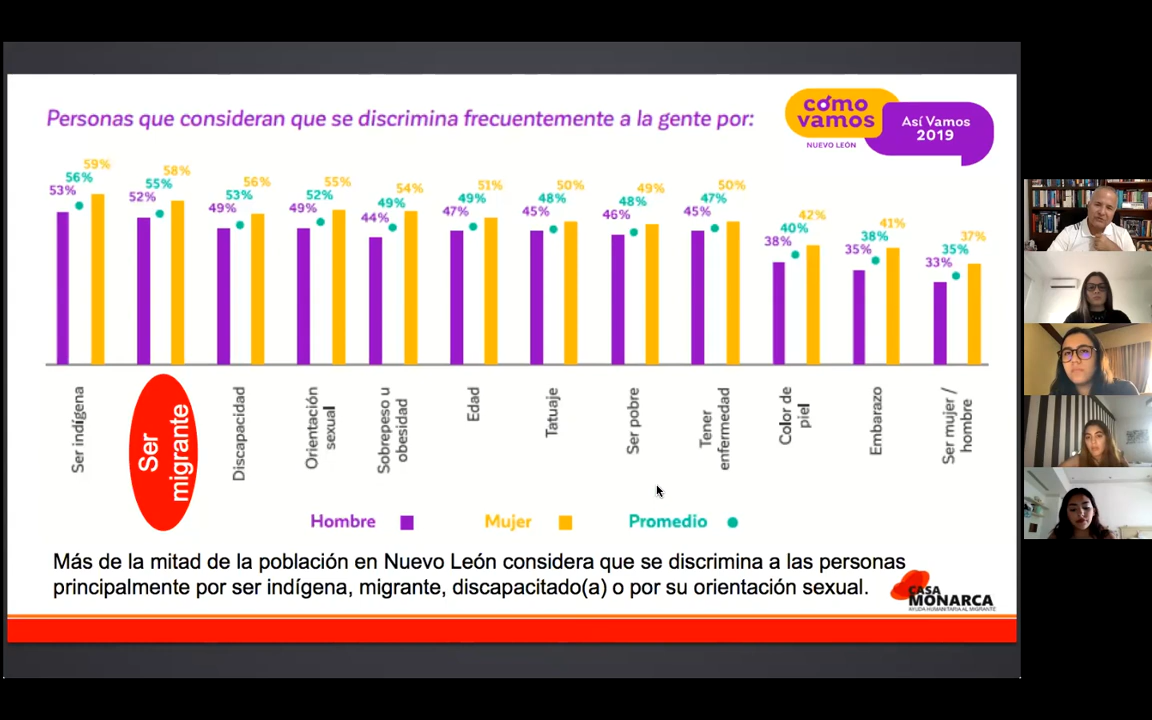 Personas que consideran que se discrimina frecuentemente a la gente por:
cómo
vamos
NUEVO LEÓN
Así Vamos
2019
53% 56% 59%
52% 55% 58%
49% 53% 56%
49% 52% 55%
44% 49% 54%
47% 49% 51%
45% 48% 50%
46% 48% 49%
45% 47% 50%
38% 40% 42%
35% 38% 41%
33% 35% 37%
Ser indígena
Ser
migrante
Discapacidad
Orientación
sexual
Sobrepeso u
obesidad
Edad
Tatuaje
Ser pobre
Tener
enfermedad
Color de
piel
Embarazo
Ser mujer /
hombre
Hombre Mujer Promedio
Más de la mitad de la población en Nuevo León considera que se discrimina a las personas
principalmente por ser indígena, migrante, discapacitado(a) o por su orientación sexual.
CASA
MONARCA
AYUDA HUMANITARIA AL MIGRANTE